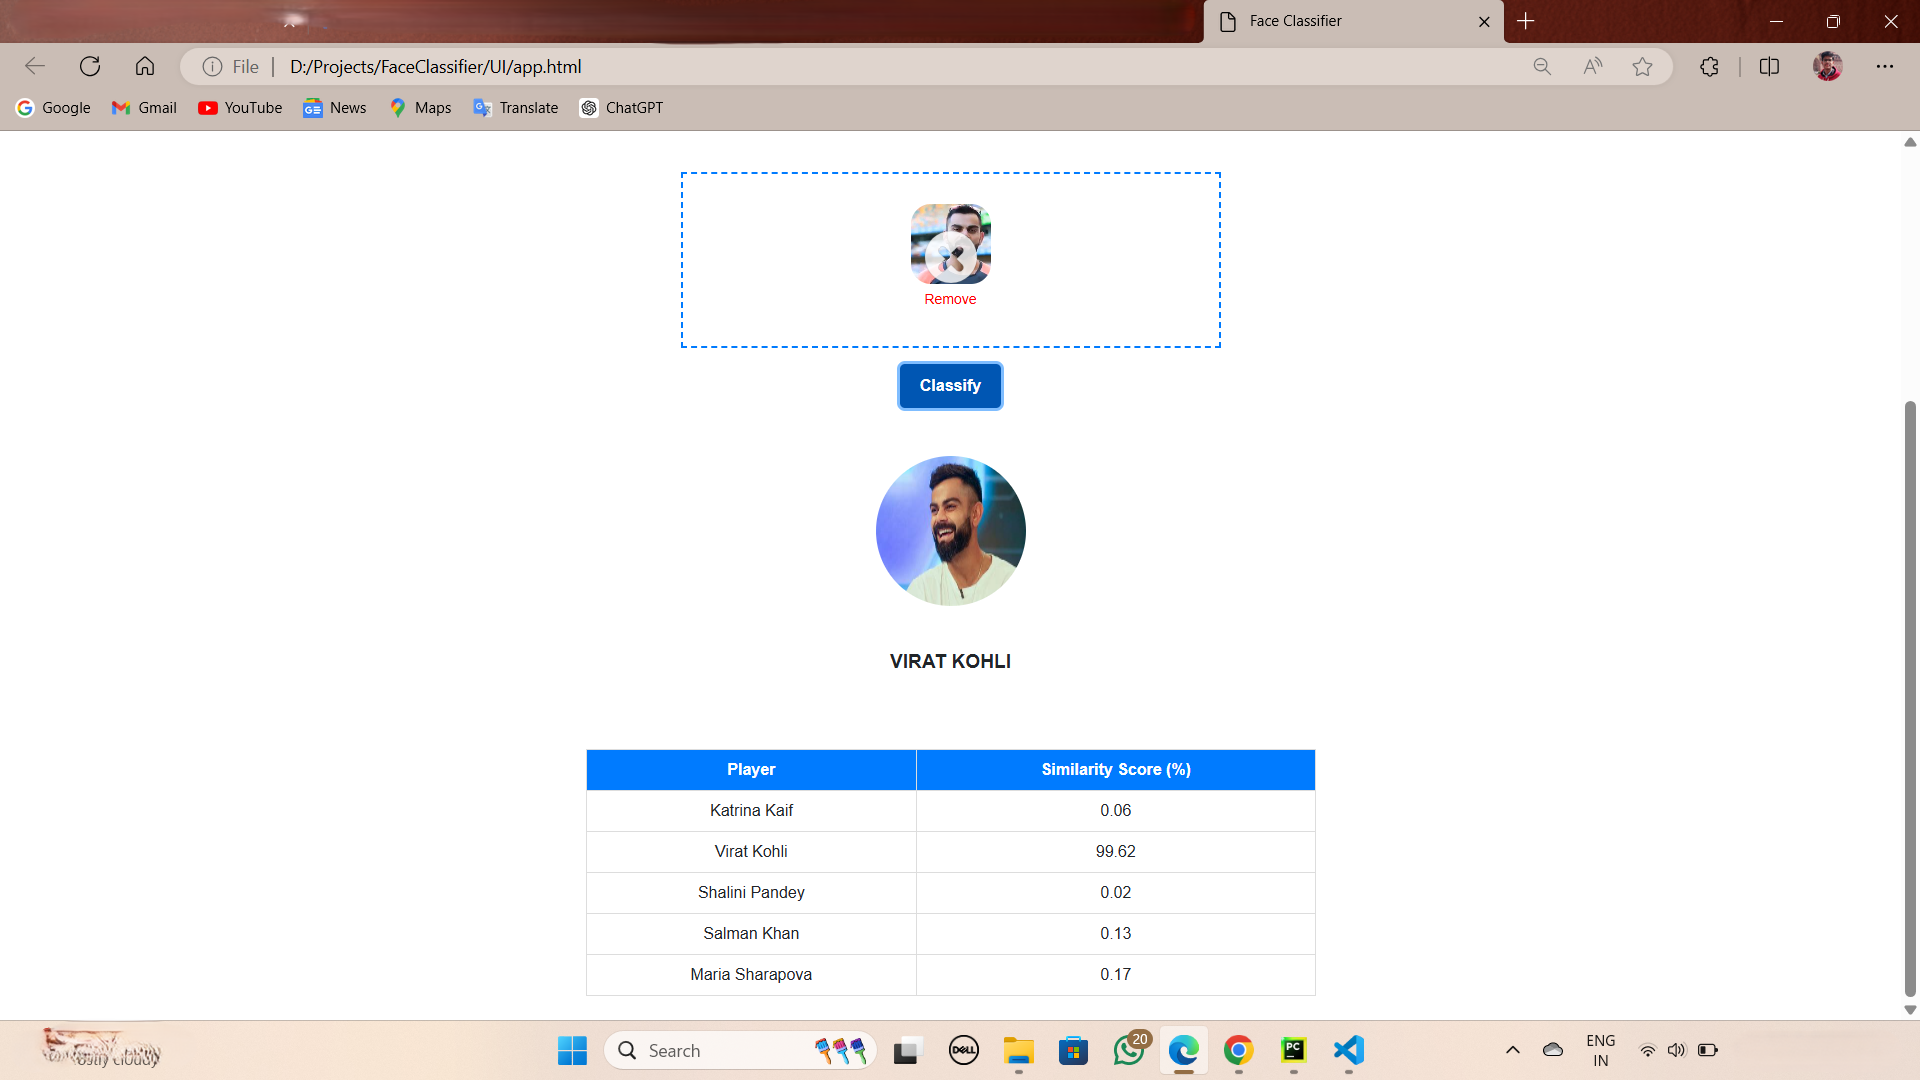 Face Classifier
File D:/Projects/FaceClassifier/UI/app.html
Google Gmail YouTube News Maps Translate ChatGPT
Remove
Classify
VIRAT KOHLI
Player Similarity Score (%)
Katrina Kaif 0.06
Virat Kohli 99.62
Shalini Pandey 0.02
Salman Khan 0.13
Maria Sharapova 0.17
Search DELL 20 PC ENG
IN